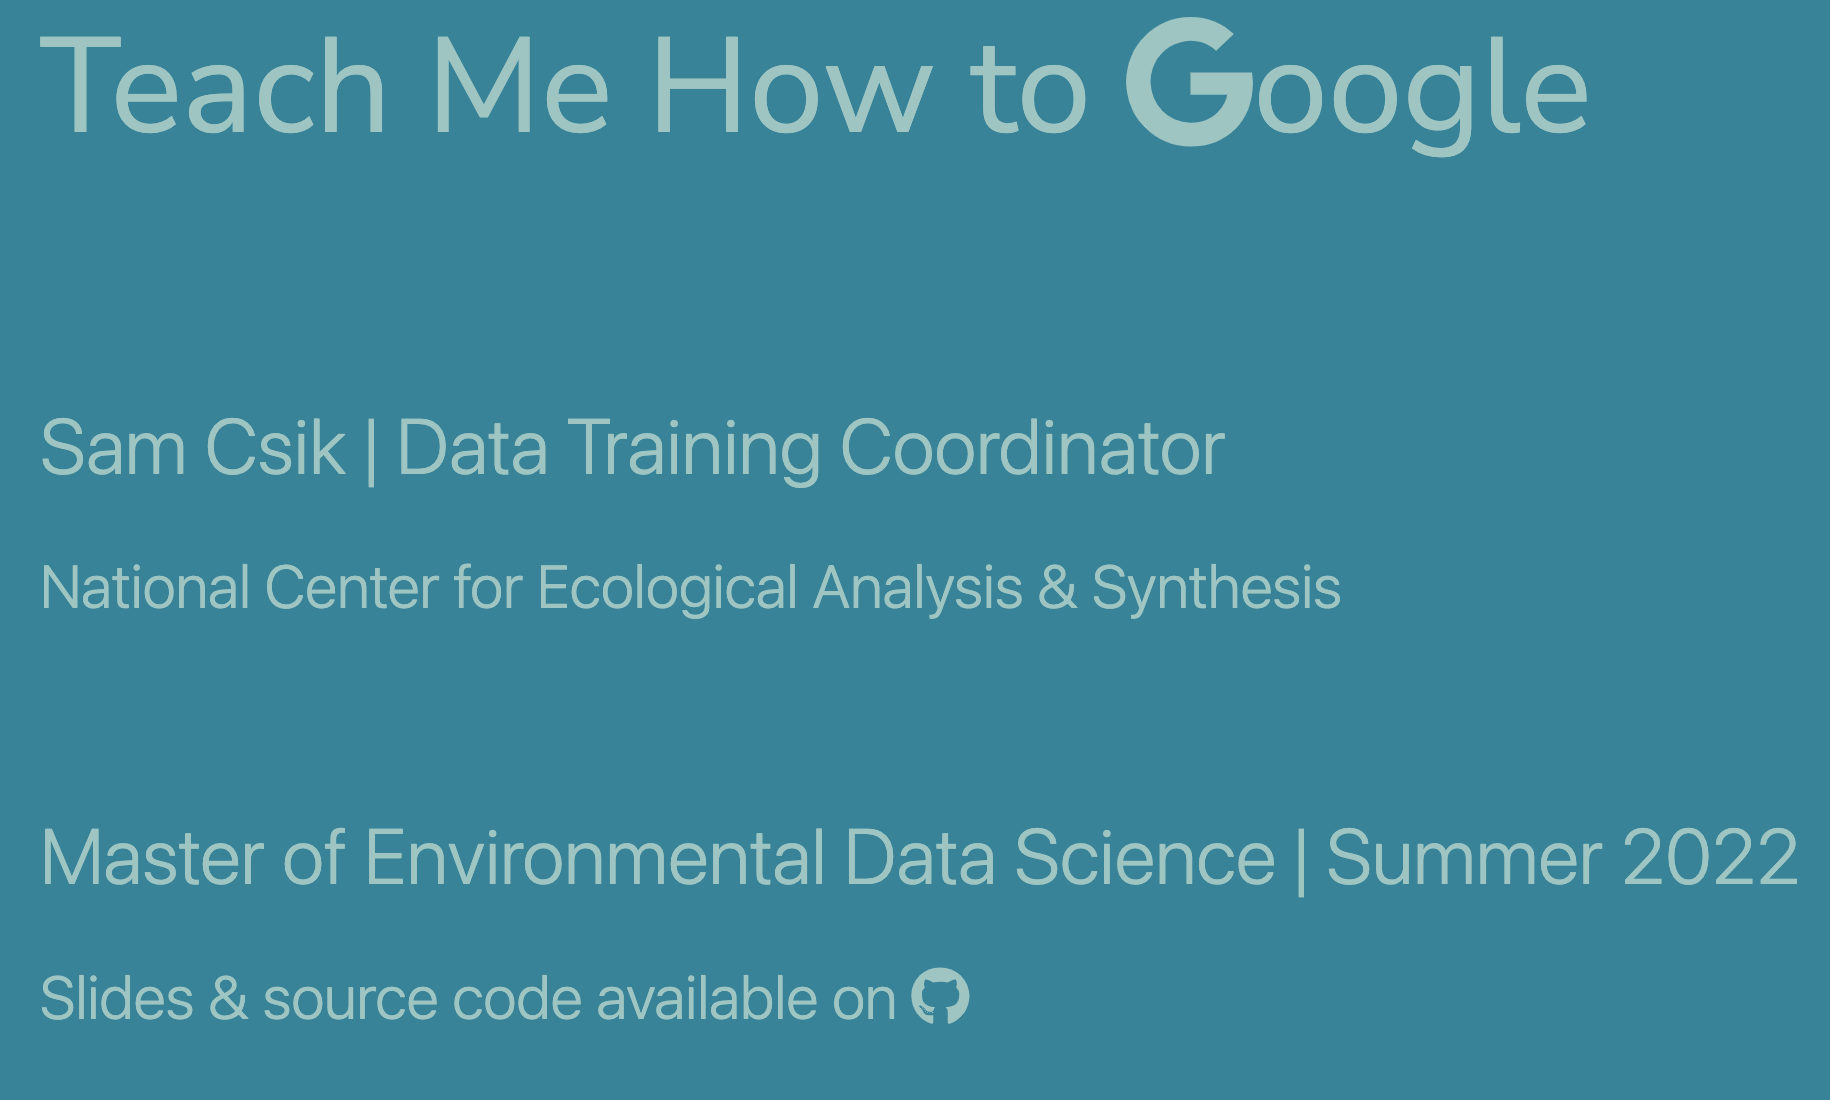 Teach Me How to Google
Sam Csik | Data Training Coordinator
National Center for Ecological Analysis & Synthesis
Master of Environmental Data Science | Summer 2022
Slides & source code available on